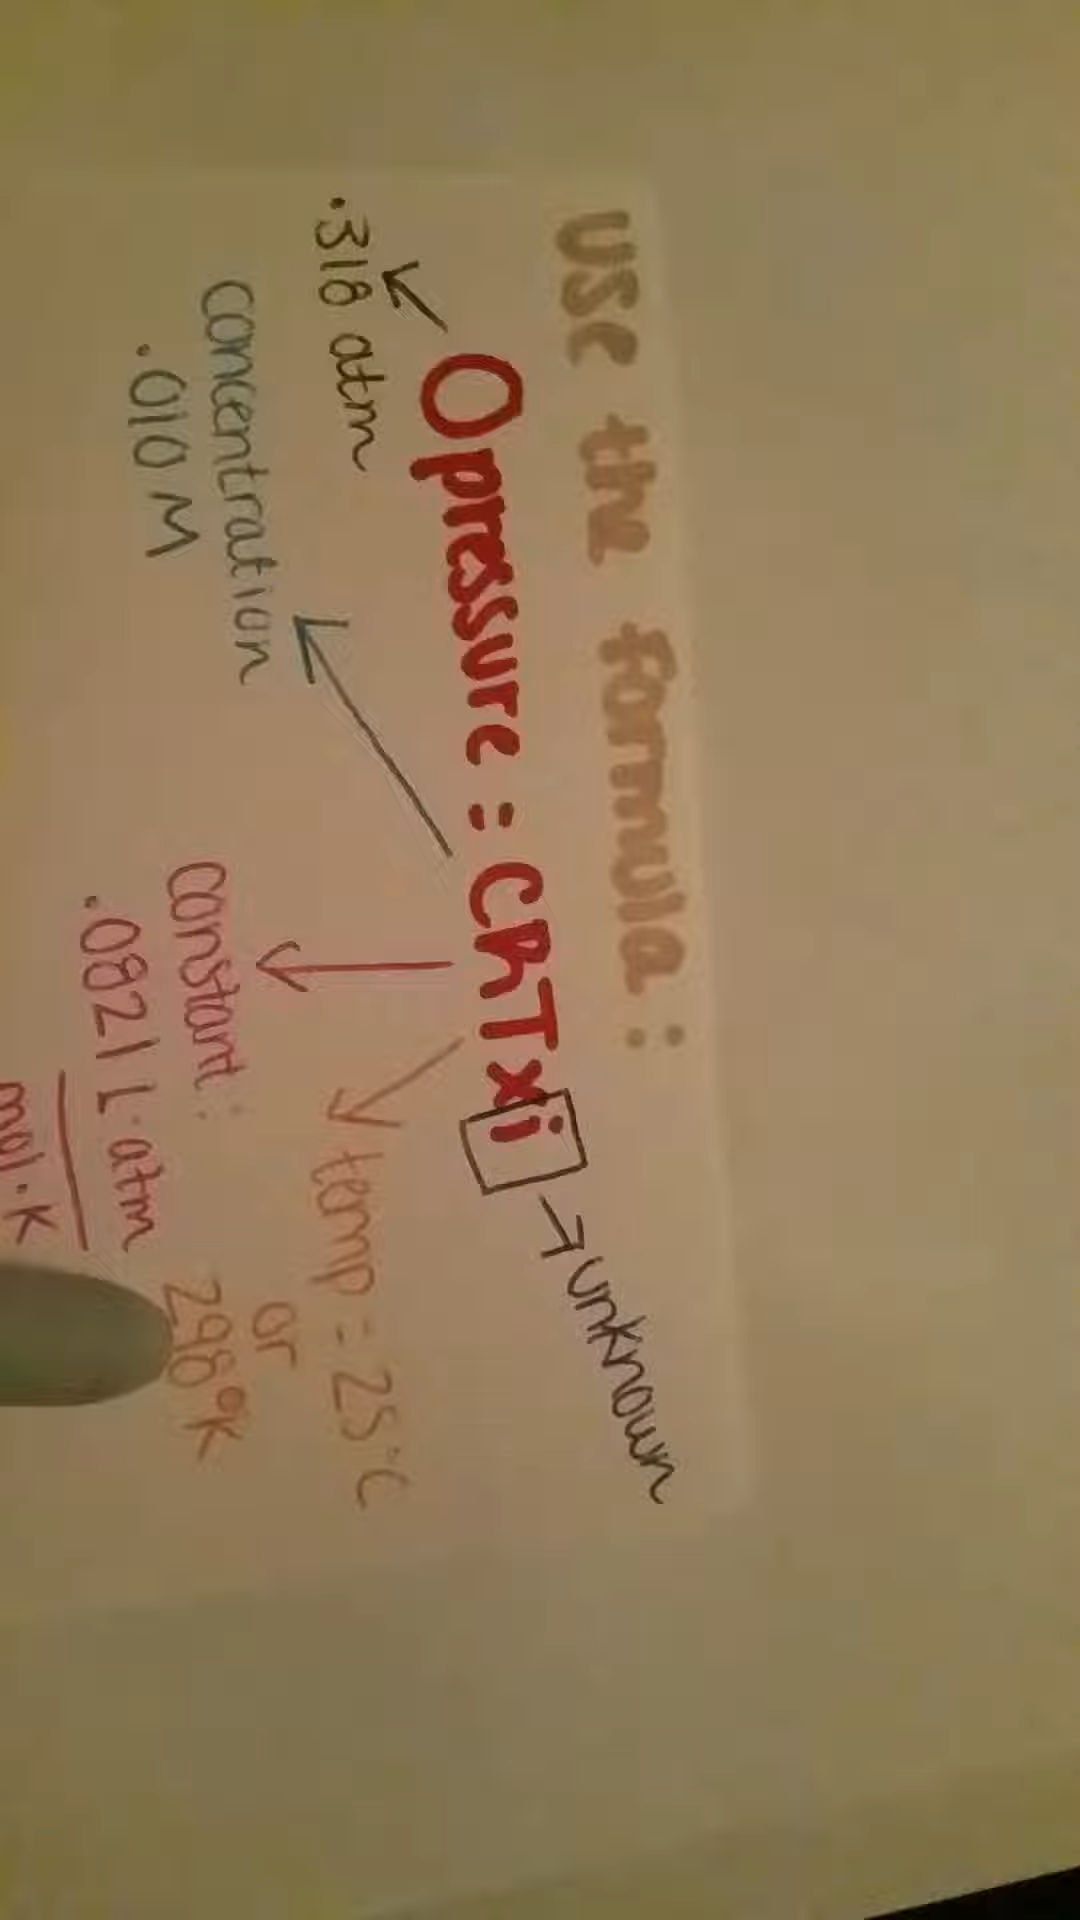 Use the formula:
Opressure = CRTxi → unknown
.318 atm
concentration
.010 M
constant:
.0821 L·atm
mol·K
temp = 25°C
or
298°K